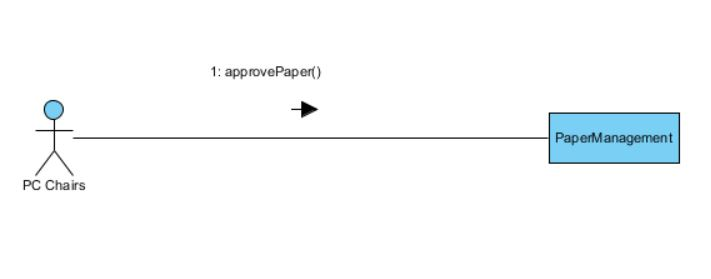 1: approvePaper()
PaperManagement
PC Chairs